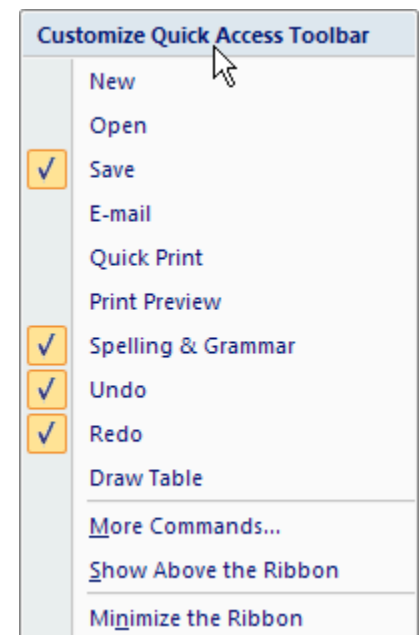 Customize Quick Access Toolbar
New
Open
Save
E-mail
Quick Print
Print Preview
Spelling & Grammar
Undo
Redo
Draw Table
More Commands...
Show Above the Ribbon
Minimize the Ribbon